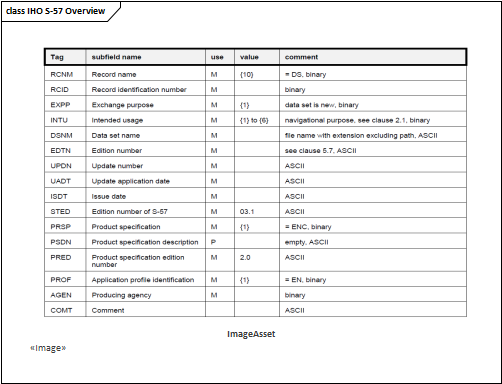 class IHO S-57 Overview
Tag subfield name use value comment
RCNM Record name M {10} = DS, binary
RCID Record identification number M binary
EXPP Exchange purpose M {1} data set is new, binary
INTU Intended usage M {1} to {6} navigational purpose, see clause 2.1, binary
DSNM Data set name M file name with extension excluding path, ASCII
EDTN Edition number M see clause 5.7, ASCII
UPDN Update number M ASCII
UADT Update application date M ASCII
ISDT Issue date M ASCII
STED Edition number of S-57 M 03.1 ASCII
PRSP Product specification M {1} = ENC, binary
PSDN Product specification description P empty, ASCII
PRED Product specification edition M 2.0 ASCII
number
PROF Application profile identification M {1} = EN, binary
AGEN Producing agency M binary
COMT Comment ASCII
ImageAsset
«Image»